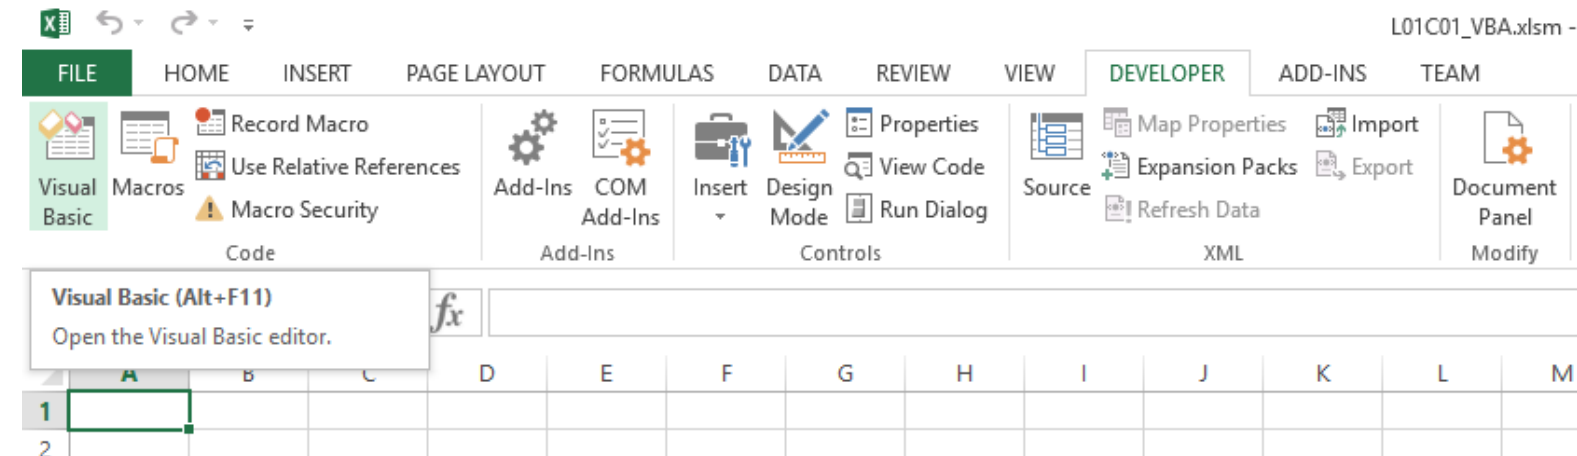 L01C01_VBA.xlsm -
FILE HOME INSERT PAGE LAYOUT FORMULAS DATA REVIEW VIEW DEVELOPER ADD-INS TEAM
Visual Basic
Macros
Record Macro
Use Relative References
Macro Security
Code
Add-Ins
COM Add-Ins
Add-Ins
Insert
Design Mode
Properties
View Code
Run Dialog
Controls
Source
Map Properties
Expansion Packs
Refresh Data
Import
Export
XML
Document Panel
Modify
Visual Basic (Alt+F11)
Open the Visual Basic editor.
fx
A B C D E F G H I J K L M
1
2